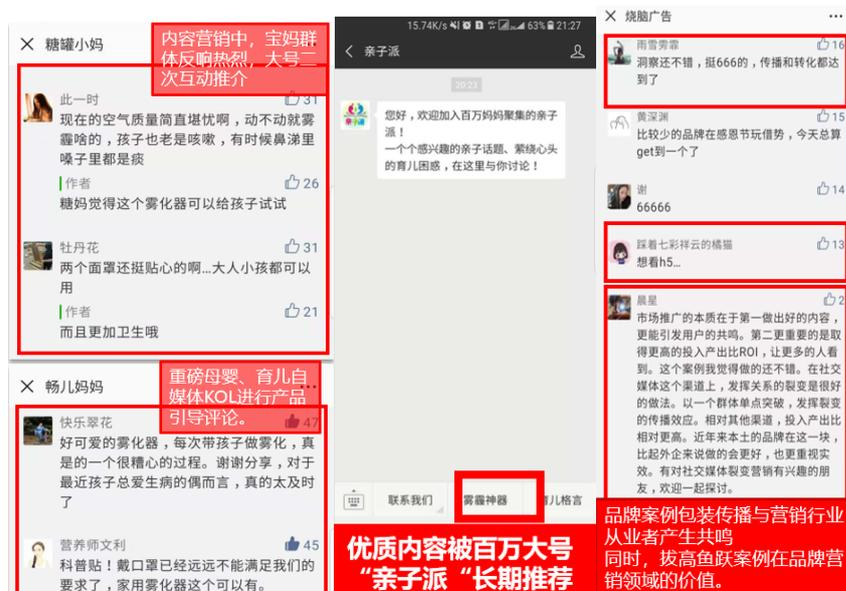 糖罐小妈
内容营销中，宝妈群
体反响热烈，大号二
次互动推介
此一时
31
现在的空气质量简直堪忧啊，动不动就雾
霾啥的，孩子也老是咳嗽，有时候鼻涕里
嗓子里都是痰
作者
26
糖妈觉得这个雾化器可以给孩子试试
牡丹花
31
两个面罩还挺贴心的啊...大人小孩都可以
用
作者
21
而且更加卫生哦
畅儿妈妈
重磅母婴、育儿自
媒体KOL进行产品
引导评论。
快乐翠花
47
好可爱的雾化器，每次带孩子做雾化，真
是的一个很糟心的过程。谢谢分享，对于
最近孩子总爱生病的偶而言，真的太及时
了
营养师文利
45
科普贴！戴口罩已经远远不能满足我们的
要求了，家用雾化器这个可以有。
15.74K/s
63%
21:27
亲子派
20:23
您好，欢迎加入百万妈妈聚集的亲子
派！
一个个感兴趣的亲子话题、萦绕心头
的育儿困惑，在这里与你讨论！
联系我们
雾霾神器
育儿格言
优质内容被百万大号
“亲子派“长期推荐
烧脑广告
雨雪雱霏
16
洞察还不错，挺666的，传播和转化都达
到了
黄深渊
15
比较少的品牌在感恩节玩借势，今天总算
get到一个了
谢
14
66666
踩着七彩祥云的橘猫
13
想看h5...
晨星
2
市场推广的本质在于第一做出好的内容，
更能引发用户的共鸣。第二更重要的是取
得更高的投入产出比ROI，让更多的人看
到。这个案例我觉得做的还不错。在社交
媒体这个渠道上，发挥关系的裂变是很好
的做法。以一个群体单点突破，发挥裂变
的传播效应。相对其他渠道，投入产出比
相对更高。近年来本土的品牌在这一块，
比起外企来说做的会更好，也更重视实
效。有对社交媒体裂变营销有兴趣的朋
友，欢迎一起探讨。
品牌案例包装传播与营销行业
从业者产生共鸣
同时，拔高鱼跃案例在品牌营
销领域的价值。